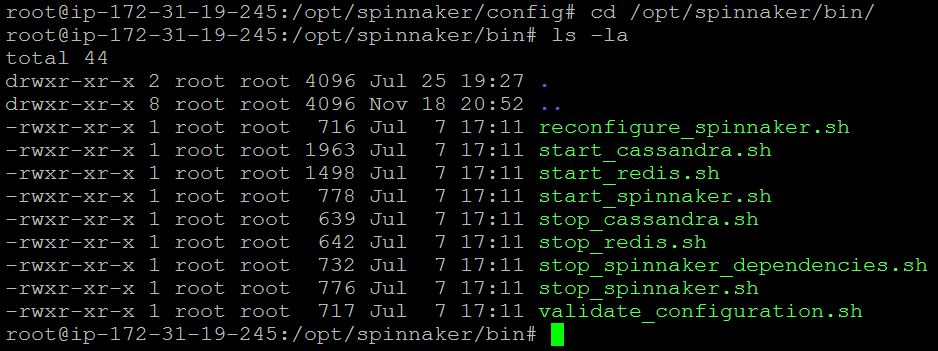 root@ip-172-31-19-245:/opt/spinnaker/config# cd /opt/spinnaker/bin/
root@ip-172-31-19-245:/opt/spinnaker/bin# ls -la
total 44
drwxr-xr-x 2 root root 4096 Jul 25 19:27 .
drwxr-xr-x 8 root root 4096 Nov 18 20:52 ..
-rwxr-xr-x 1 root root  716 Jul  7 17:11 reconfigure_spinnaker.sh
-rwxr-xr-x 1 root root 1963 Jul  7 17:11 start_cassandra.sh
-rwxr-xr-x 1 root root 1498 Jul  7 17:11 start_redis.sh
-rwxr-xr-x 1 root root  778 Jul  7 17:11 start_spinnaker.sh
-rwxr-xr-x 1 root root  639 Jul  7 17:11 stop_cassandra.sh
-rwxr-xr-x 1 root root  642 Jul  7 17:11 stop_redis.sh
-rwxr-xr-x 1 root root  732 Jul  7 17:11 stop_spinnaker_dependencies.sh
-rwxr-xr-x 1 root root  776 Jul  7 17:11 stop_spinnaker.sh
-rwxr-xr-x 1 root root  717 Jul  7 17:11 validate_configuration.sh
root@ip-172-31-19-245:/opt/spinnaker/bin#